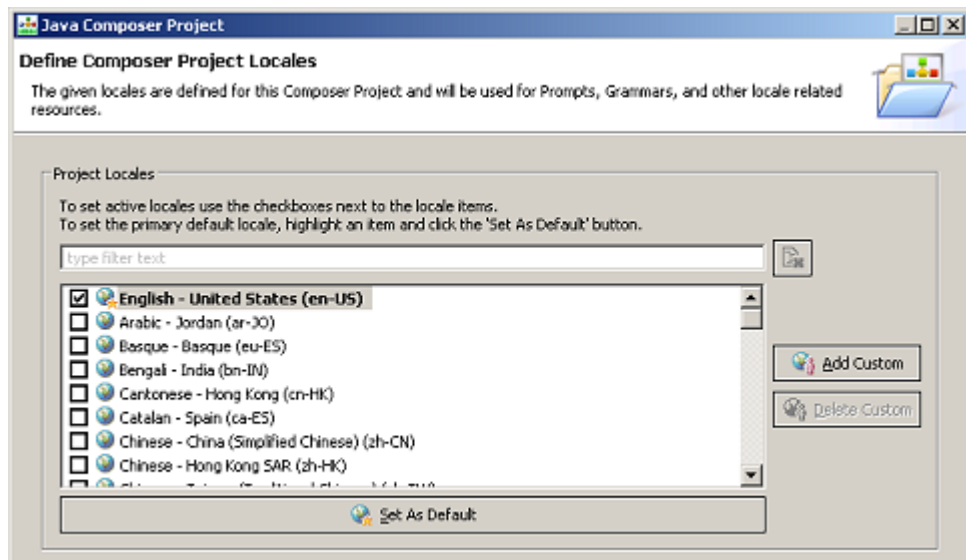 Java Composer Project
Define Composer Project Locales
The given locales are defined for this Composer Project and will be used for Prompts, Grammars, and other locale related
resources.
Project Locales
To set active locales use the checkboxes next to the locale items.
To set the primary default locale, highlight an item and click the 'Set As Default' button.
type filter text
English - United States (en-US)
Arabic - Jordan (ar-JO)
Basque - Basque (eu-ES)
Bengali - India (bn-IN)
Add Custom
Cantonese - Hong Kong (cn-HK)
Catalan - Spain (ca-ES)
Delete Custom
Chinese - China (Simplified Chinese) (zh-CN)
Chinese - Hong Kong SAR (zh-HK)
Set As Default